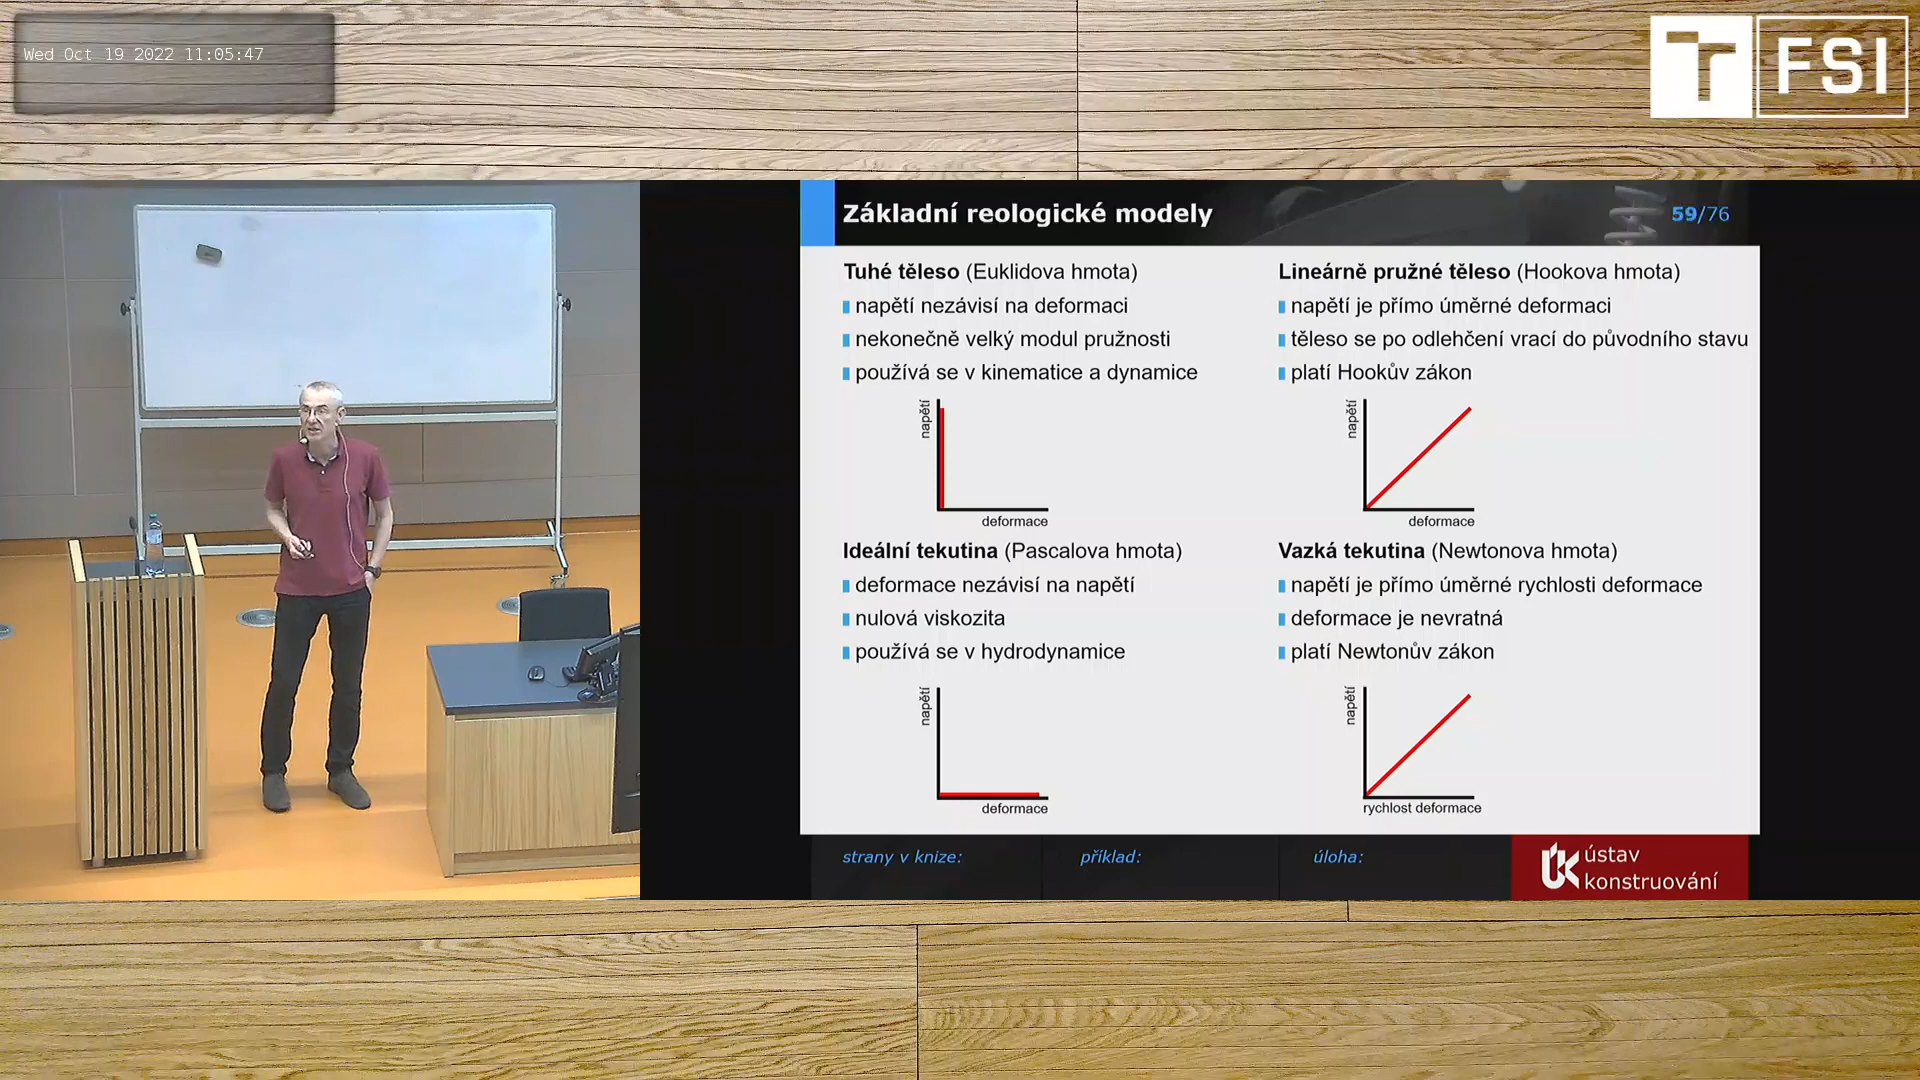 Wed Oct 19 2022 11:05:47
T FSI
Základní reologické modely
59/76
Tuhé těleso (Euklidova hmota)
napětí nezávisí na deformaci
nekonečně velký modul pružnosti
používá se v kinematice a dynamice
napětí
deformace
Lineárně pružné těleso (Hookova hmota)
napětí je přímo úměrné deformaci
těleso se po odlehčení vrací do původního stavu
platí Hookův zákon
napětí
deformace
Ideální tekutina (Pascalova hmota)
deformace nezávisí na napětí
nulová viskozita
používá se v hydrodynamice
napětí
deformace
Vazká tekutina (Newtonova hmota)
napětí je přímo úměrné rychlosti deformace
deformace je nevratná
platí Newtonův zákon
napětí
rychlost deformace
strany v knize:
příklad:
úloha:
ÚK ústav
konstruování